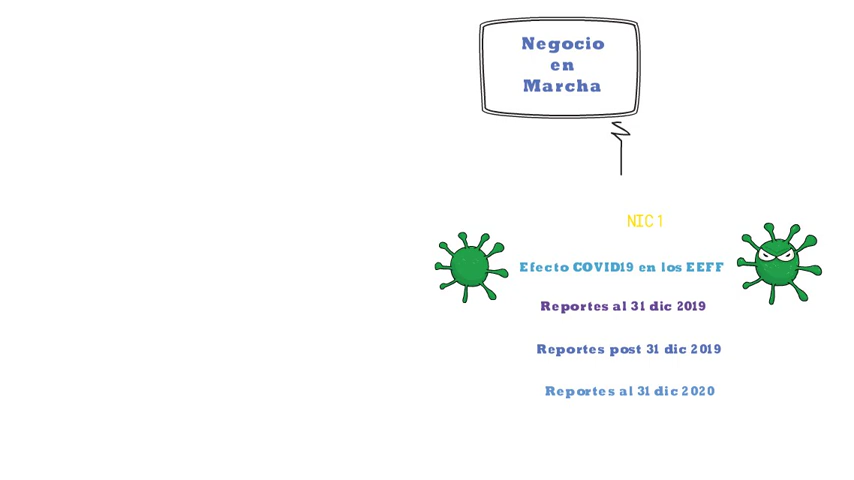 Negocio
en
Marcha
NIC 1
Efecto COVID19 en los EEFF
Reportes al 31 dic 2019
Reportes post 31 dic 2019
Reportes al 31 dic 2020